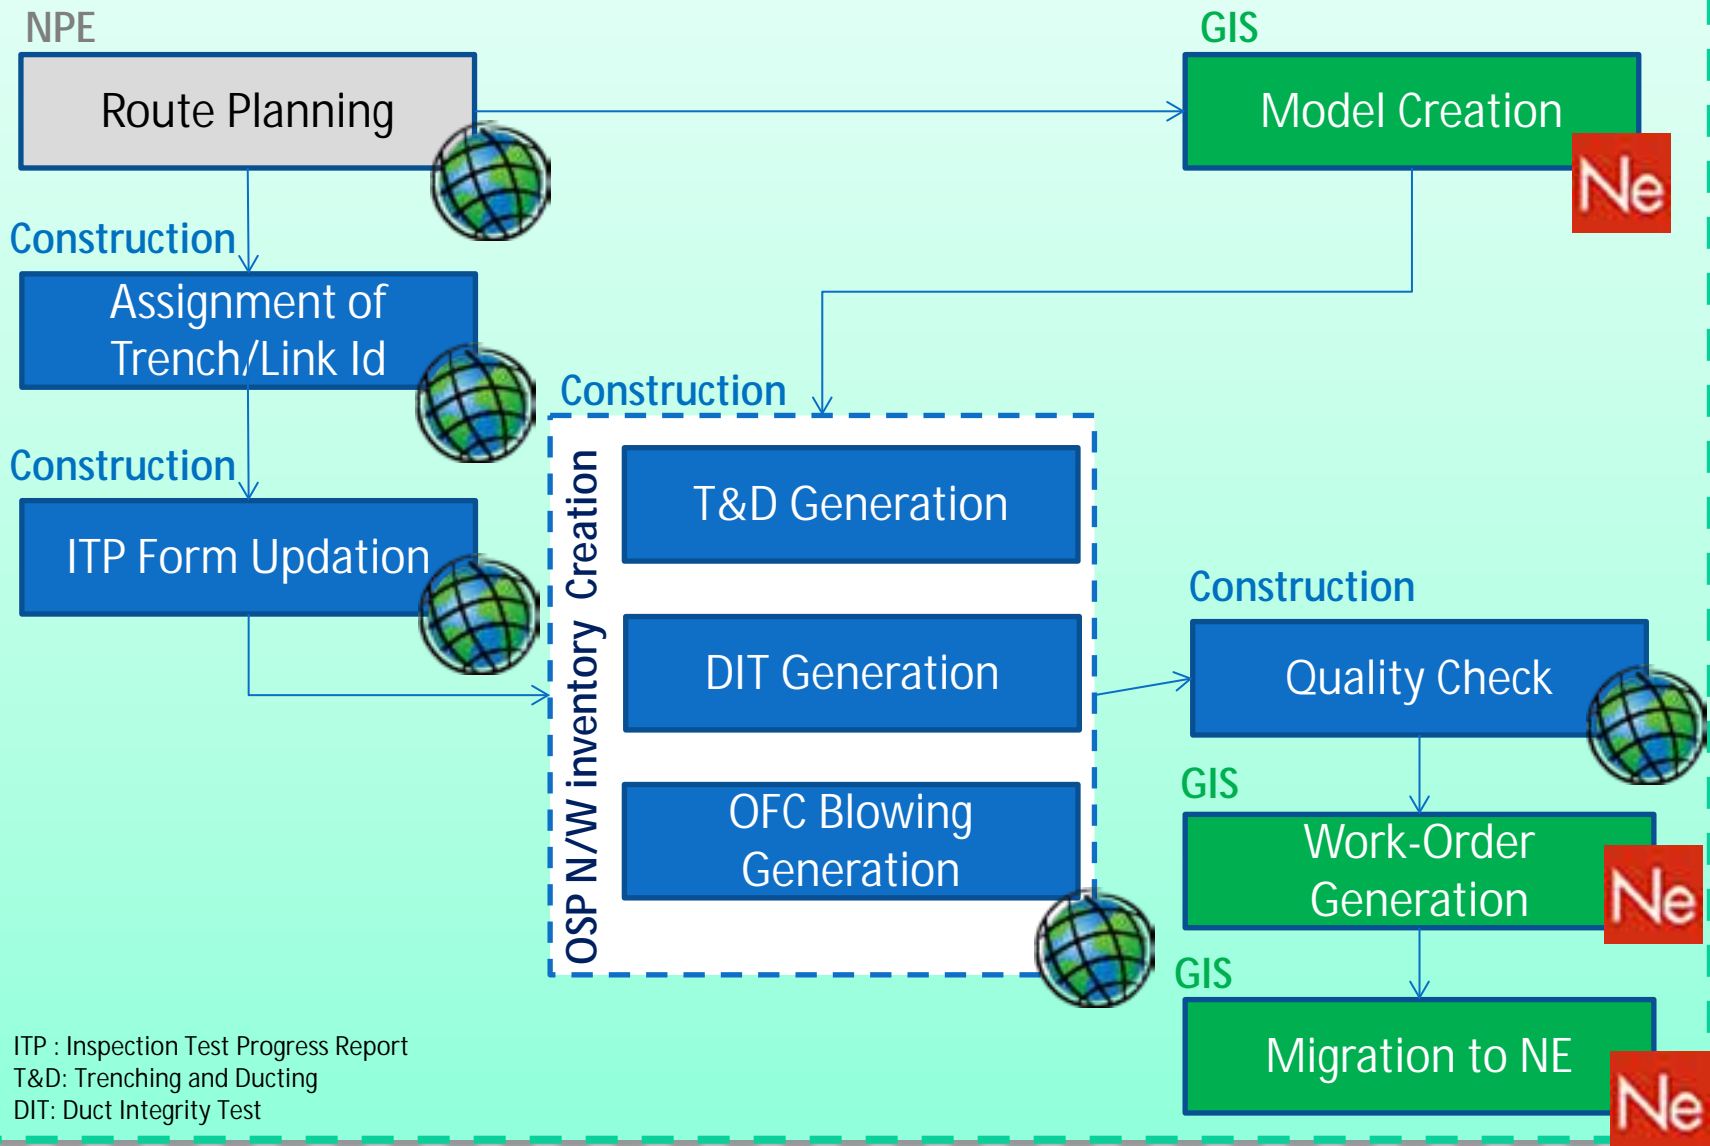 NPE
Route Planning
GIS
Model Creation
Ne
Construction
Assignment of
Trench/Link Id
Construction
ITP Form Updation
Construction
OSP N/W inventory Creation
T&D Generation
DIT Generation
OFC Blowing
Generation
Construction
Quality Check
GIS
Work-Order
Generation
Ne
GIS
Migration to NE
Ne
ITP : Inspection Test Progress Report
T&D: Trenching and Ducting
DIT: Duct Integrity Test